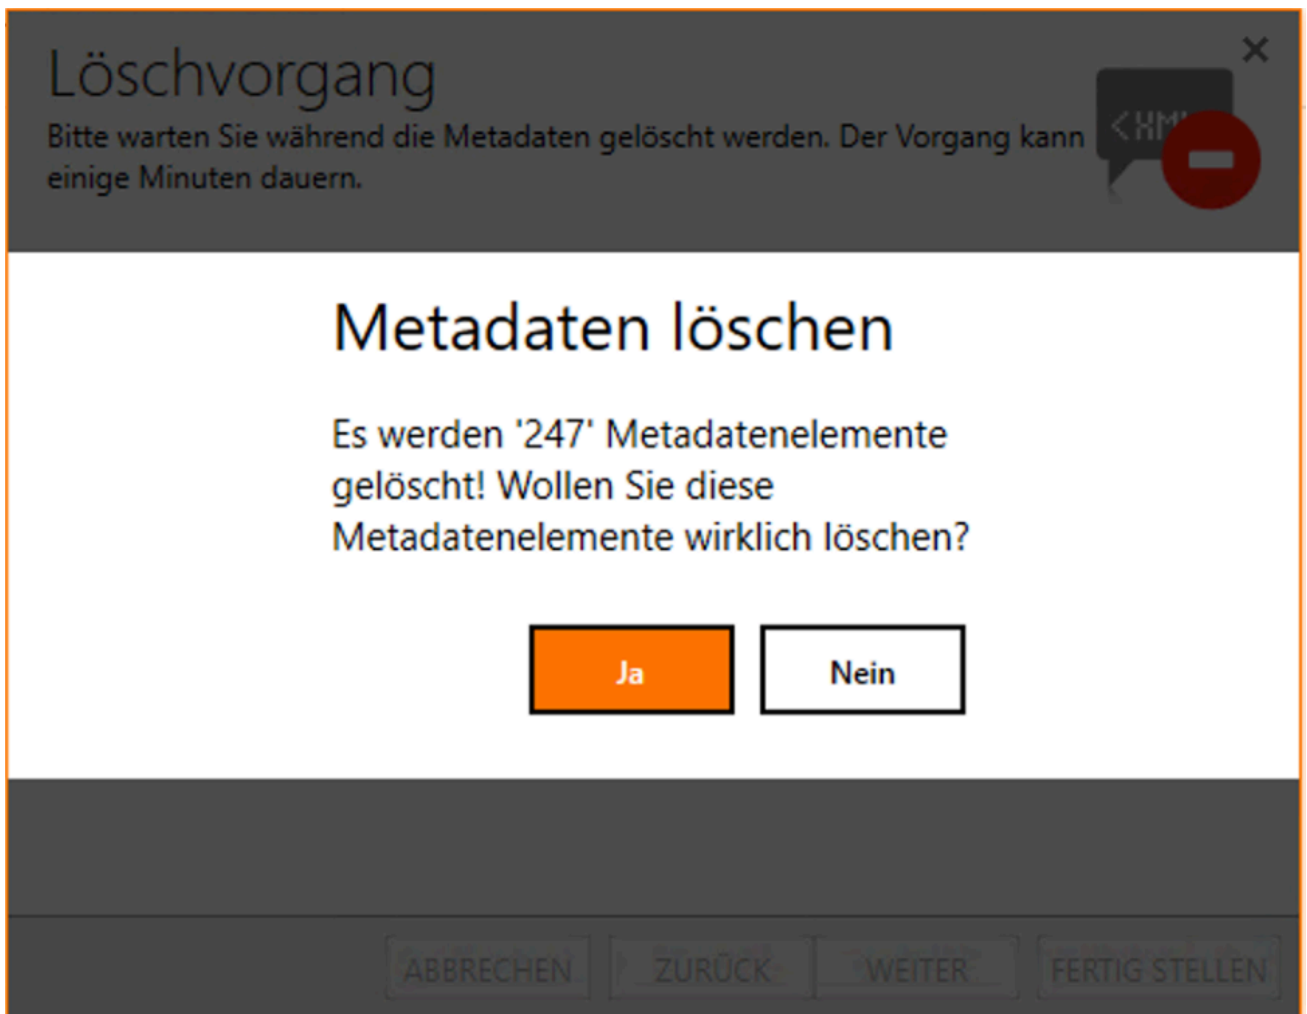 Löschvorgang
Bitte warten Sie während die Metadaten gelöscht werden. Der Vorgang kann
einige Minuten dauern.
<XM
Metadaten löschen
Es werden '247' Metadatenelemente
gelöscht! Wollen Sie diese
Metadatenelemente wirklich löschen?
Ja Nein
ABBRECHEN ZURÜCK WEITER FERTIG STELLEN